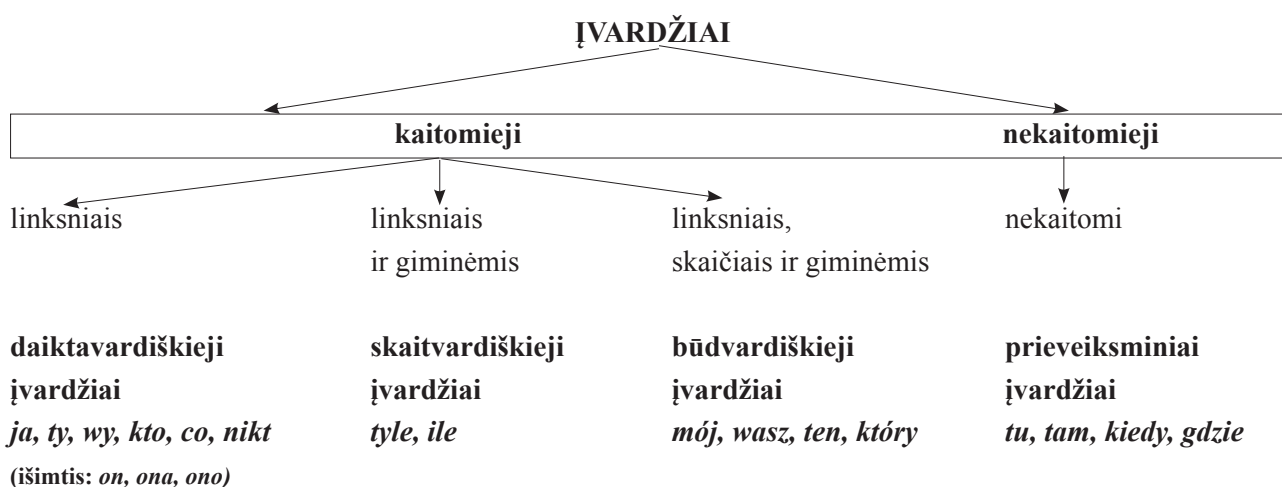 ĮVARDŽIAI
kaitomieji nekaitomieji
linksniais linksniais linksniais, nekaitomi
ir giminėmis skaičiais ir giminėmis
daiktavardiškieji skaitvardiškieji būdvardiškieji prieveiksminiai
įvardžiai įvardžiai įvardžiai įvardžiai
ja, ty, wy, kto, co, nikt tyle, ile mój, wasz, ten, który tu, tam, kiedy, gdzie
(išimtis: on, ona, ono)